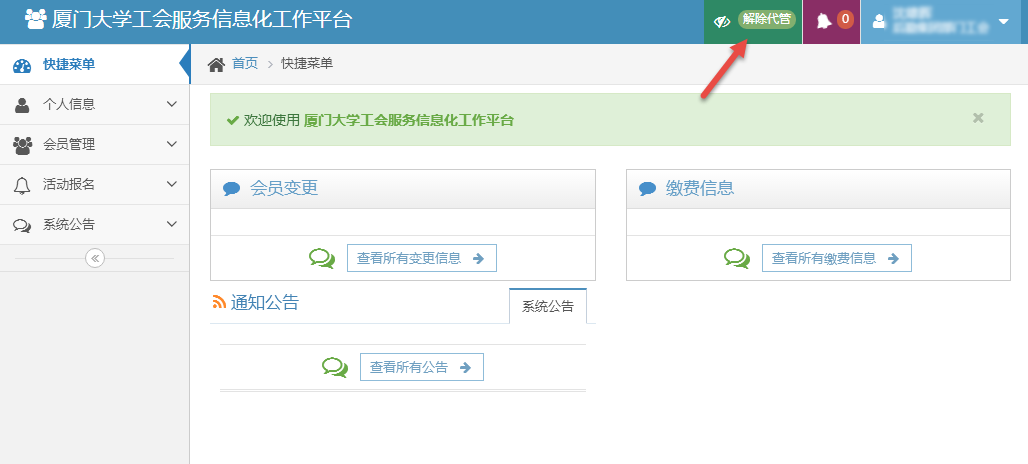 厦门大学工会服务信息化工作平台
解除代管
0
快捷菜单
首页 > 快捷菜单
个人信息
欢迎使用 厦门大学工会服务信息化工作平台 ×
会员管理
活动报名
会员变更
缴费信息
系统公告
查看所有变更信息
查看所有缴费信息
通知公告
系统公告
查看所有公告